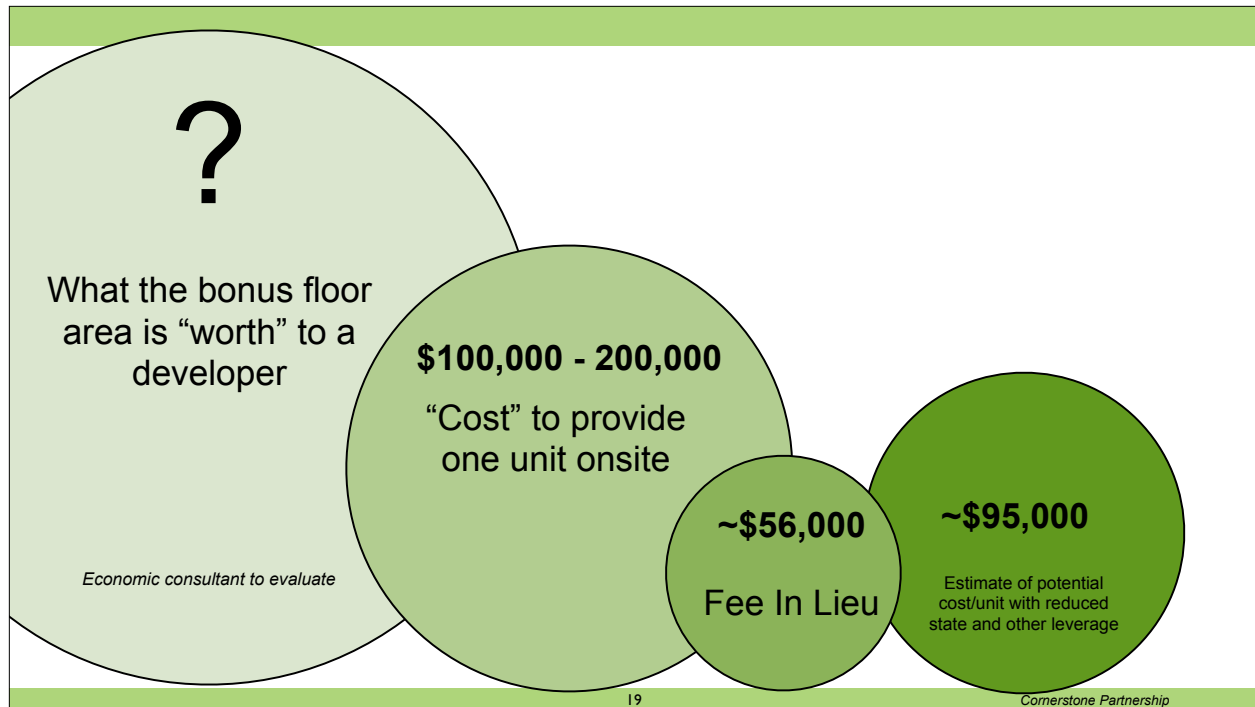 ?
What the bonus floor
area is “worth” to a
developer
Economic consultant to evaluate
$100,000 - 200,000
“Cost” to provide
one unit onsite
~$56,000
Fee In Lieu
~$95,000
Estimate of potential
cost/unit with reduced
state and other leverage
19
Cornerstone Partnership